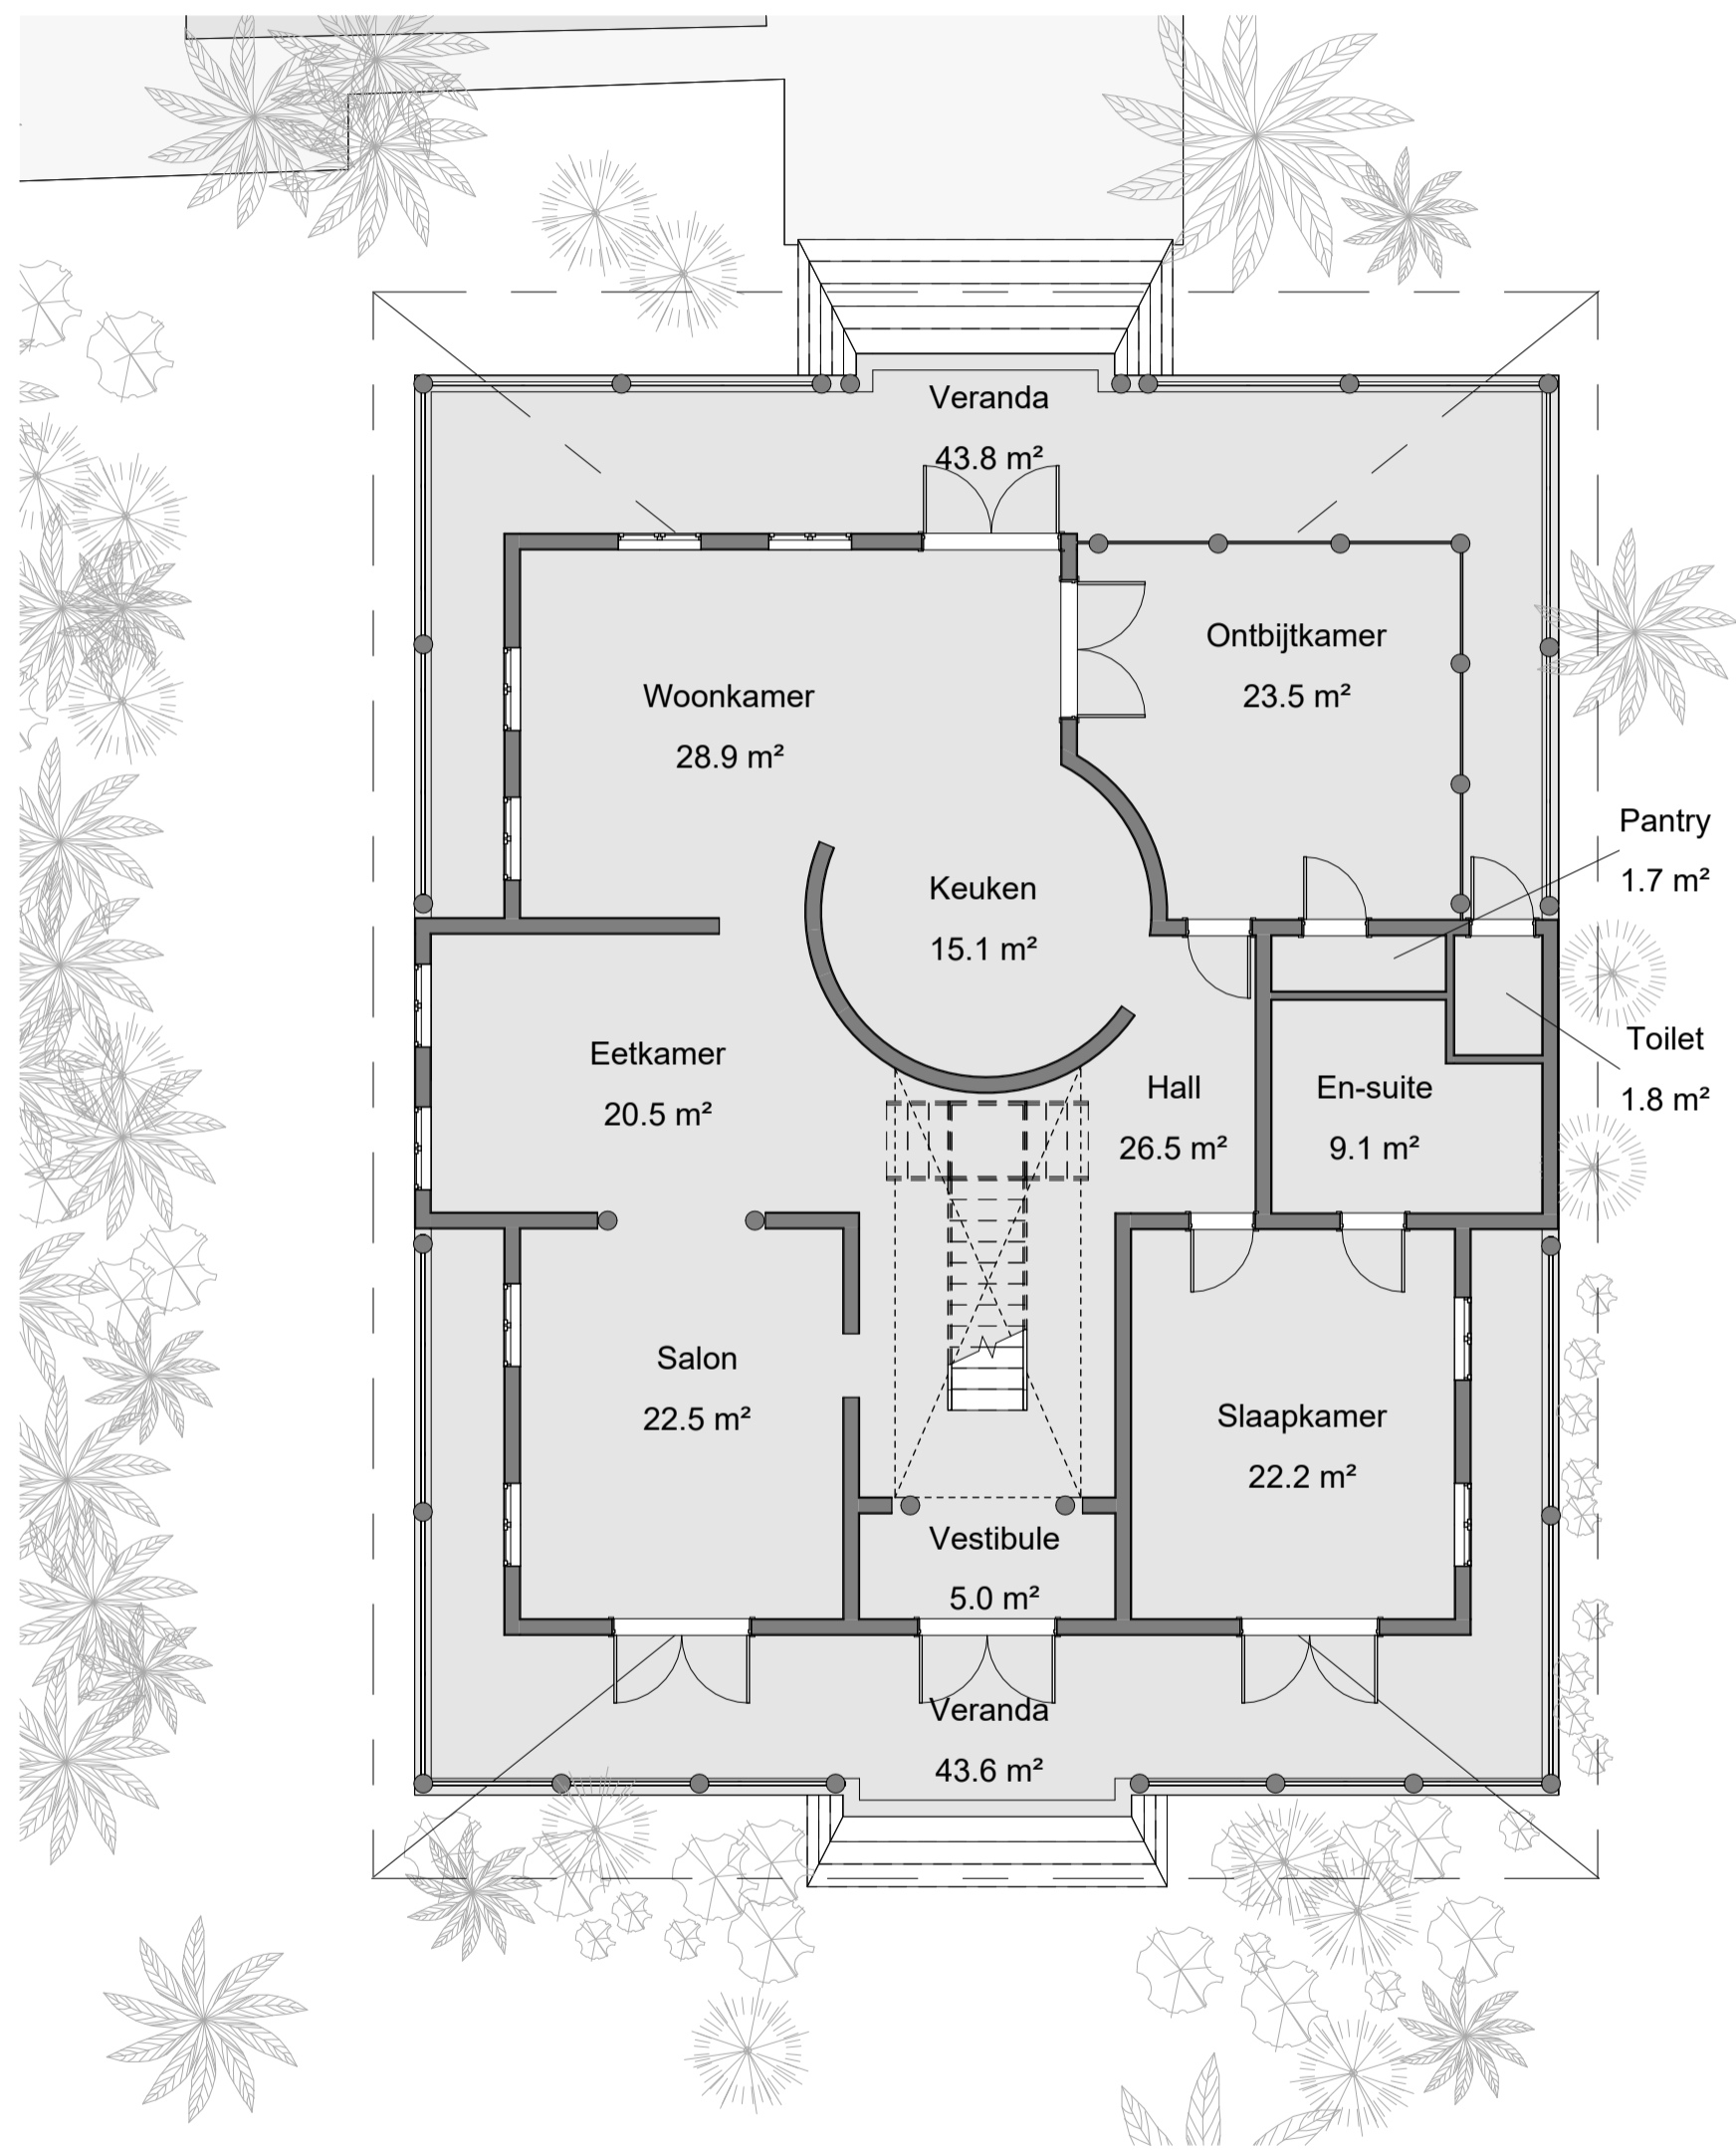 Veranda
43.8 m²
Ontbijtkamer
23.5 m²
Woonkamer
28.9 m²
Pantry
1.7 m²
Keuken
15.1 m²
Toilet
1.8 m²
Eetkamer
20.5 m²
Hall
26.5 m²
En-suite
9.1 m²
Salon
22.5 m²
Slaapkamer
22.2 m²
Vestibule
5.0 m²
Veranda
43.6 m²